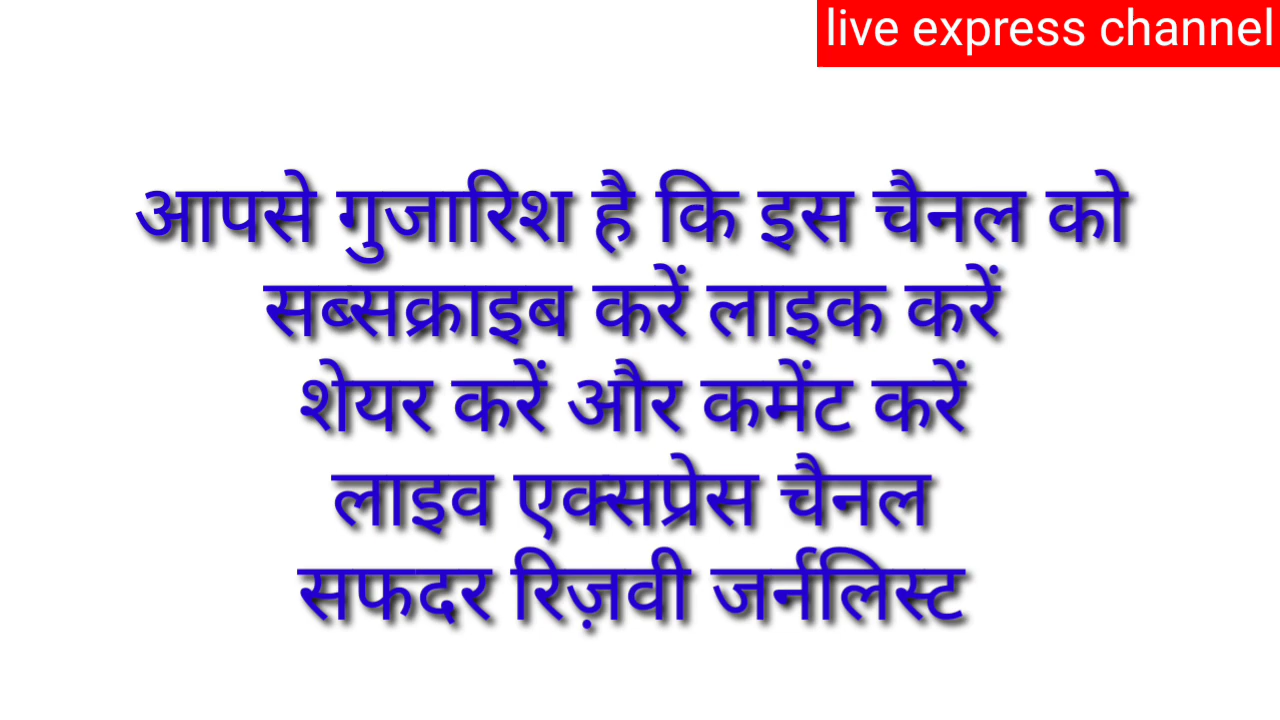 live express channel
आपसे गुजारिश है कि इस चैनल को
सब्सक्राइब करें लाइक करें
शेयर करें और कमेंट करें
लाइव एक्सप्रेस चैनल
सफदर रिज़वी जर्नलिस्ट